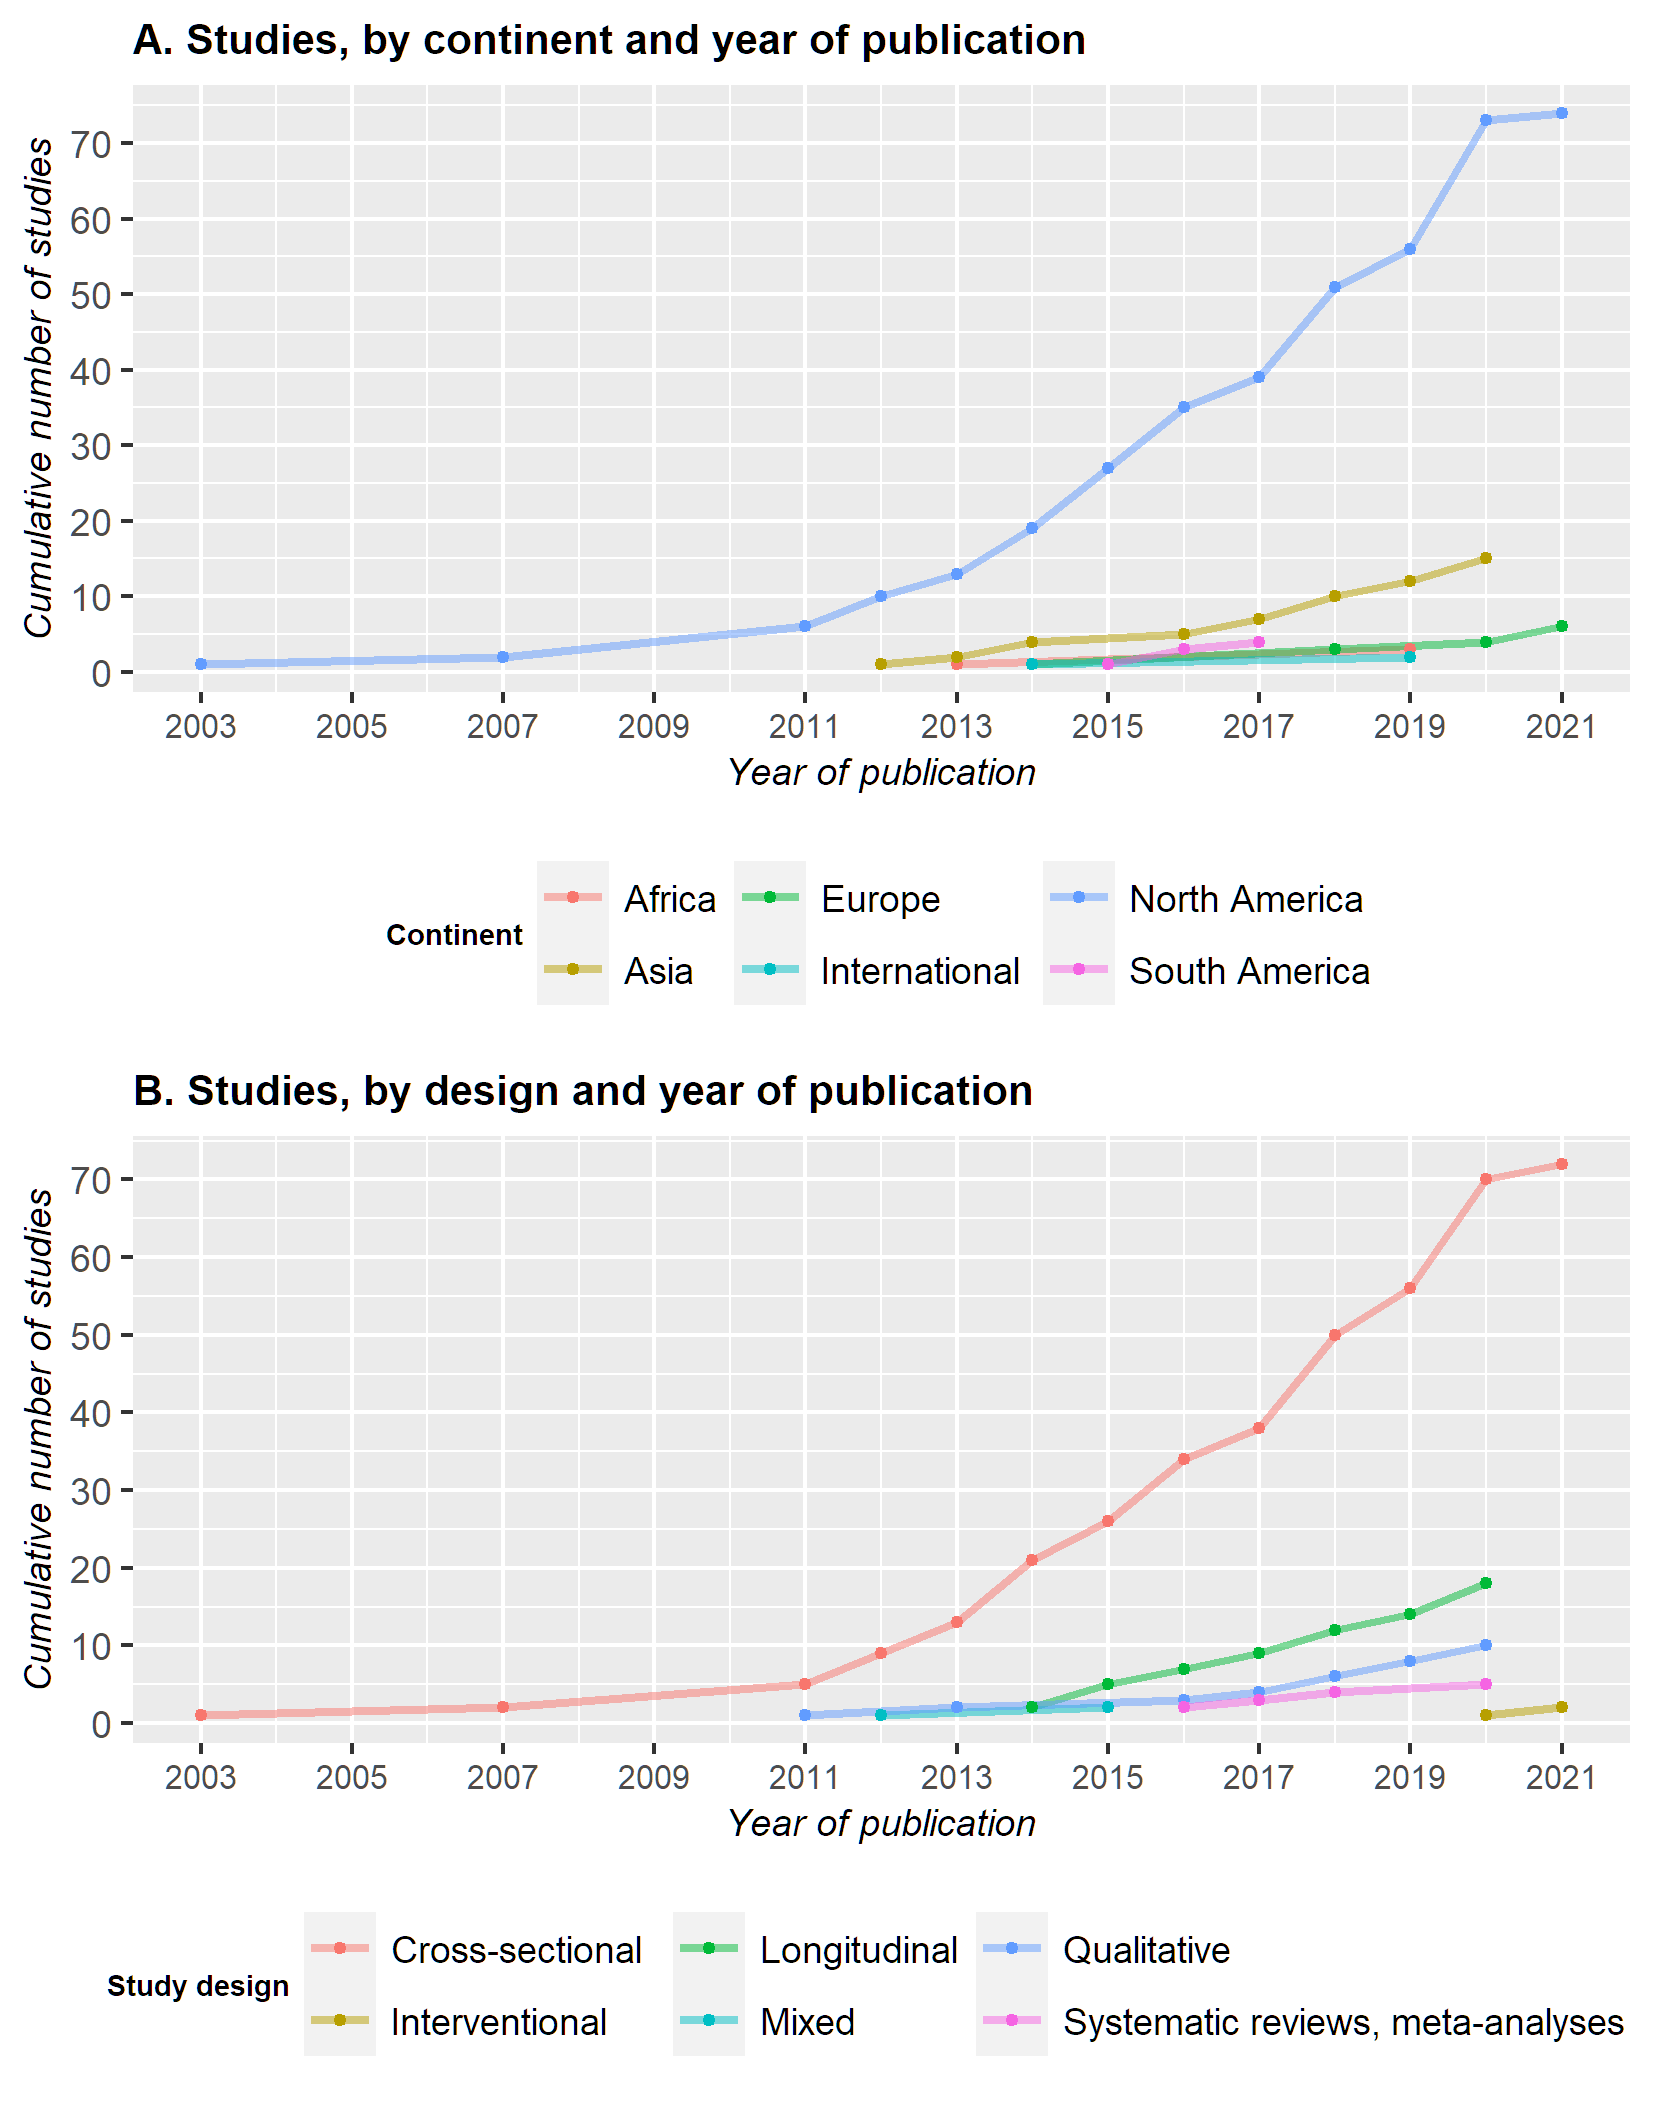 A. Studies, by continent and year of publication
Cumulative number of studies
70
60
50
40
30
20
10
0
2003 2005 2007 2009 2011 2013 2015 2017 2019 2021
Year of publication
Continent
Africa Europe North America
Asia International South America
B. Studies, by design and year of publication
Cumulative number of studies
70
60
50
40
30
20
10
0
2003 2005 2007 2009 2011 2013 2015 2017 2019 2021
Year of publication
Study design
Cross-sectional Longitudinal Qualitative
Interventional Mixed Systematic reviews, meta-analyses